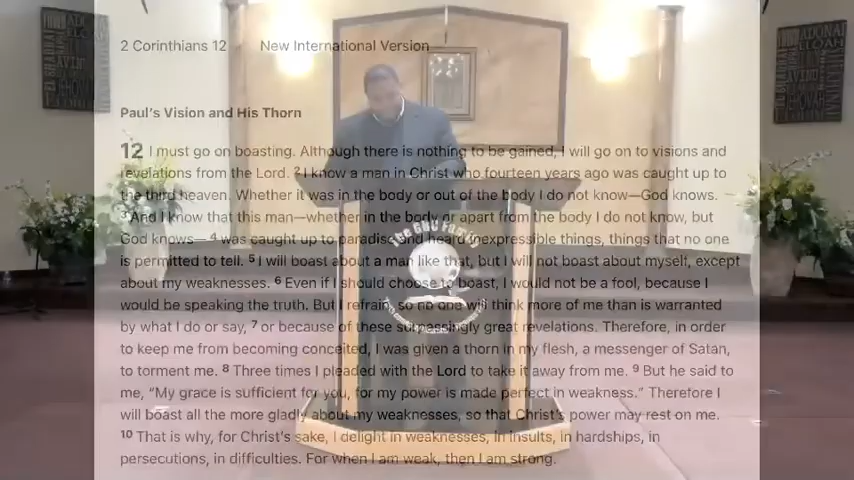 2 Corinthians 12 New International Version
Paul's Vision and His Thorn
12 I must go on boasting. Although there is nothing to be gained, I will go on to visions and
revelations from the Lord. 2 I know a man in Christ who fourteen years ago was caught up to
the third heaven. Whether it was in the body or out of the body I do not know—God knows.
3 And I know that this man—whether in the body or apart from the body I do not know, but
God knows— 4 was caught up to paradise and heard inexpressible things, things that no one
is permitted to tell. 5 I will boast about a man like that, but I will not boast about myself, except
about my weaknesses. 6 Even if I should choose to boast, I would not be a fool, because I
would be speaking the truth. But I refrain, so no one will think more of me than is warranted
by what I do or say, 7 or because of these surpassingly great revelations. Therefore, in order
to keep me from becoming conceited, I was given a thorn in my flesh, a messenger of Satan,
to torment me. 8 Three times I pleaded with the Lord to take it away from me. 9 But he said to
me, “My grace is sufficient for you, for my power is made perfect in weakness.” Therefore I
will boast all the more gladly about my weaknesses, so that Christ's power may rest on me.
10 That is why, for Christ's sake, I delight in weaknesses, in insults, in hardships, in
persecutions, in difficulties. For when I am weak, then I am strong.
ADONAI
ELOAH